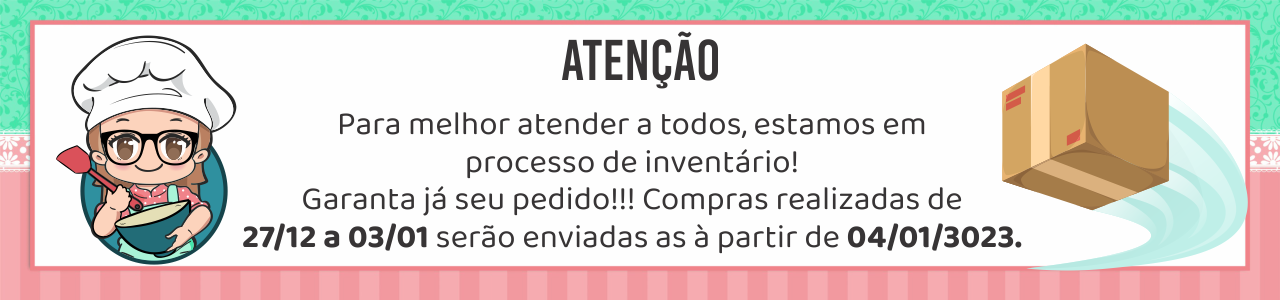 ATENÇÃO
Para melhor atender a todos, estamos em
processo de inventário!
Garanta já seu pedido!!! Compras realizadas de
27/12 a 03/01 serão enviadas as à partir de 04/01/3023.